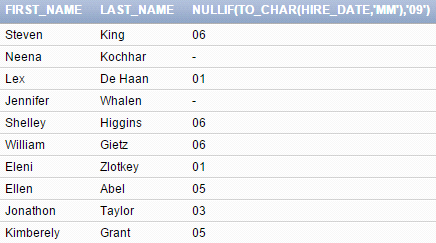 FIRST_NAME LAST_NAME NULLIF(TO_CHAR(HIRE_DATE,'MM'),'09')
Steven King 06
Neena Kochhar -
Lex De Haan 01
Jennifer Whalen -
Shelley Higgins 06
William Gietz 06
Eleni Zlotkey 01
Ellen Abel 05
Jonathon Taylor 03
Kimberely Grant 05